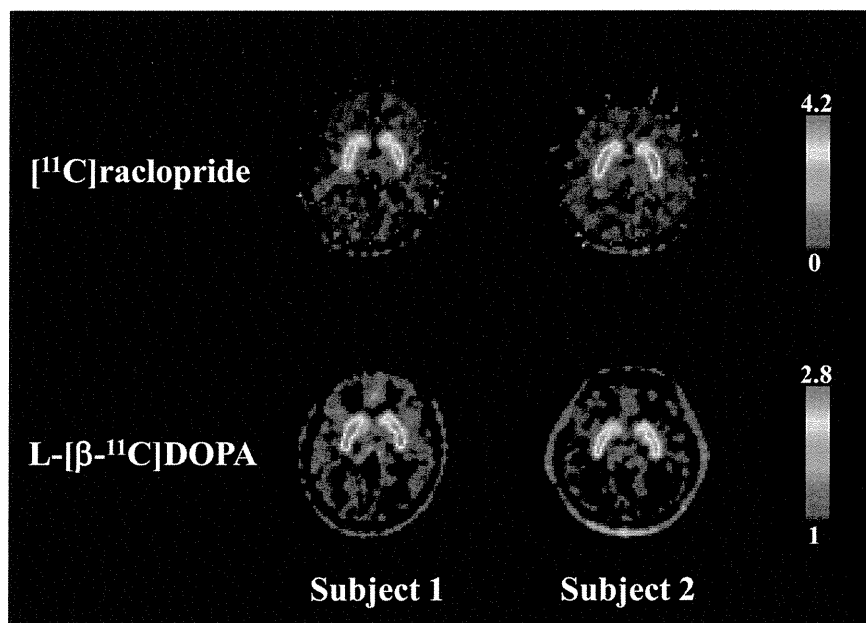 4.2
[¹¹C]raclopride
0
2.8
L-[β-¹¹C]DOPA
1
Subject 1 Subject 2